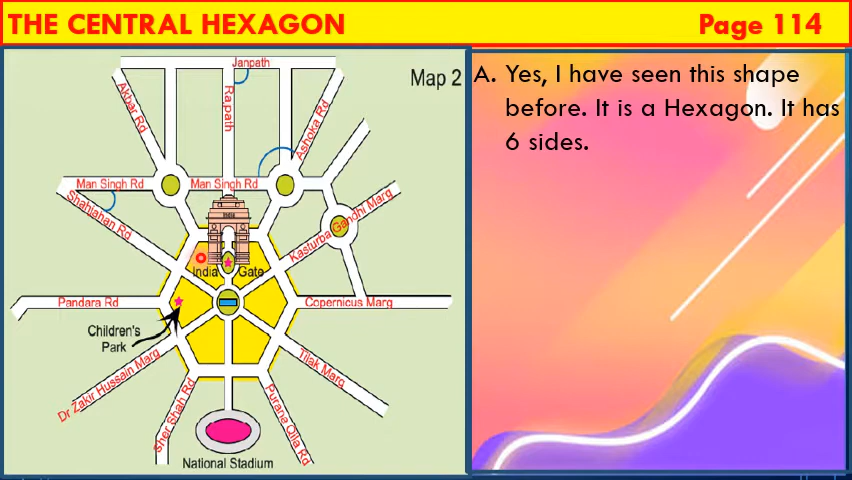 THE CENTRAL HEXAGON
Page 114
Janpath
Map 2
Akbar Rd
Rajpath
Ashoka Rd
Man Singh Rd
Man Singh Rd
Shahjahan Rd
INDIA
Kasturba Gandhi Marg
India Gate
Pandara Rd
Copernicus Marg
Children's
Park
Dr Zakir Hussain Marg
Tilak Marg
sher Shah Rd
Purana Qila Rd
National Stadium
A. Yes, I have seen this shape
before. It is a Hexagon. It has
6 sides.